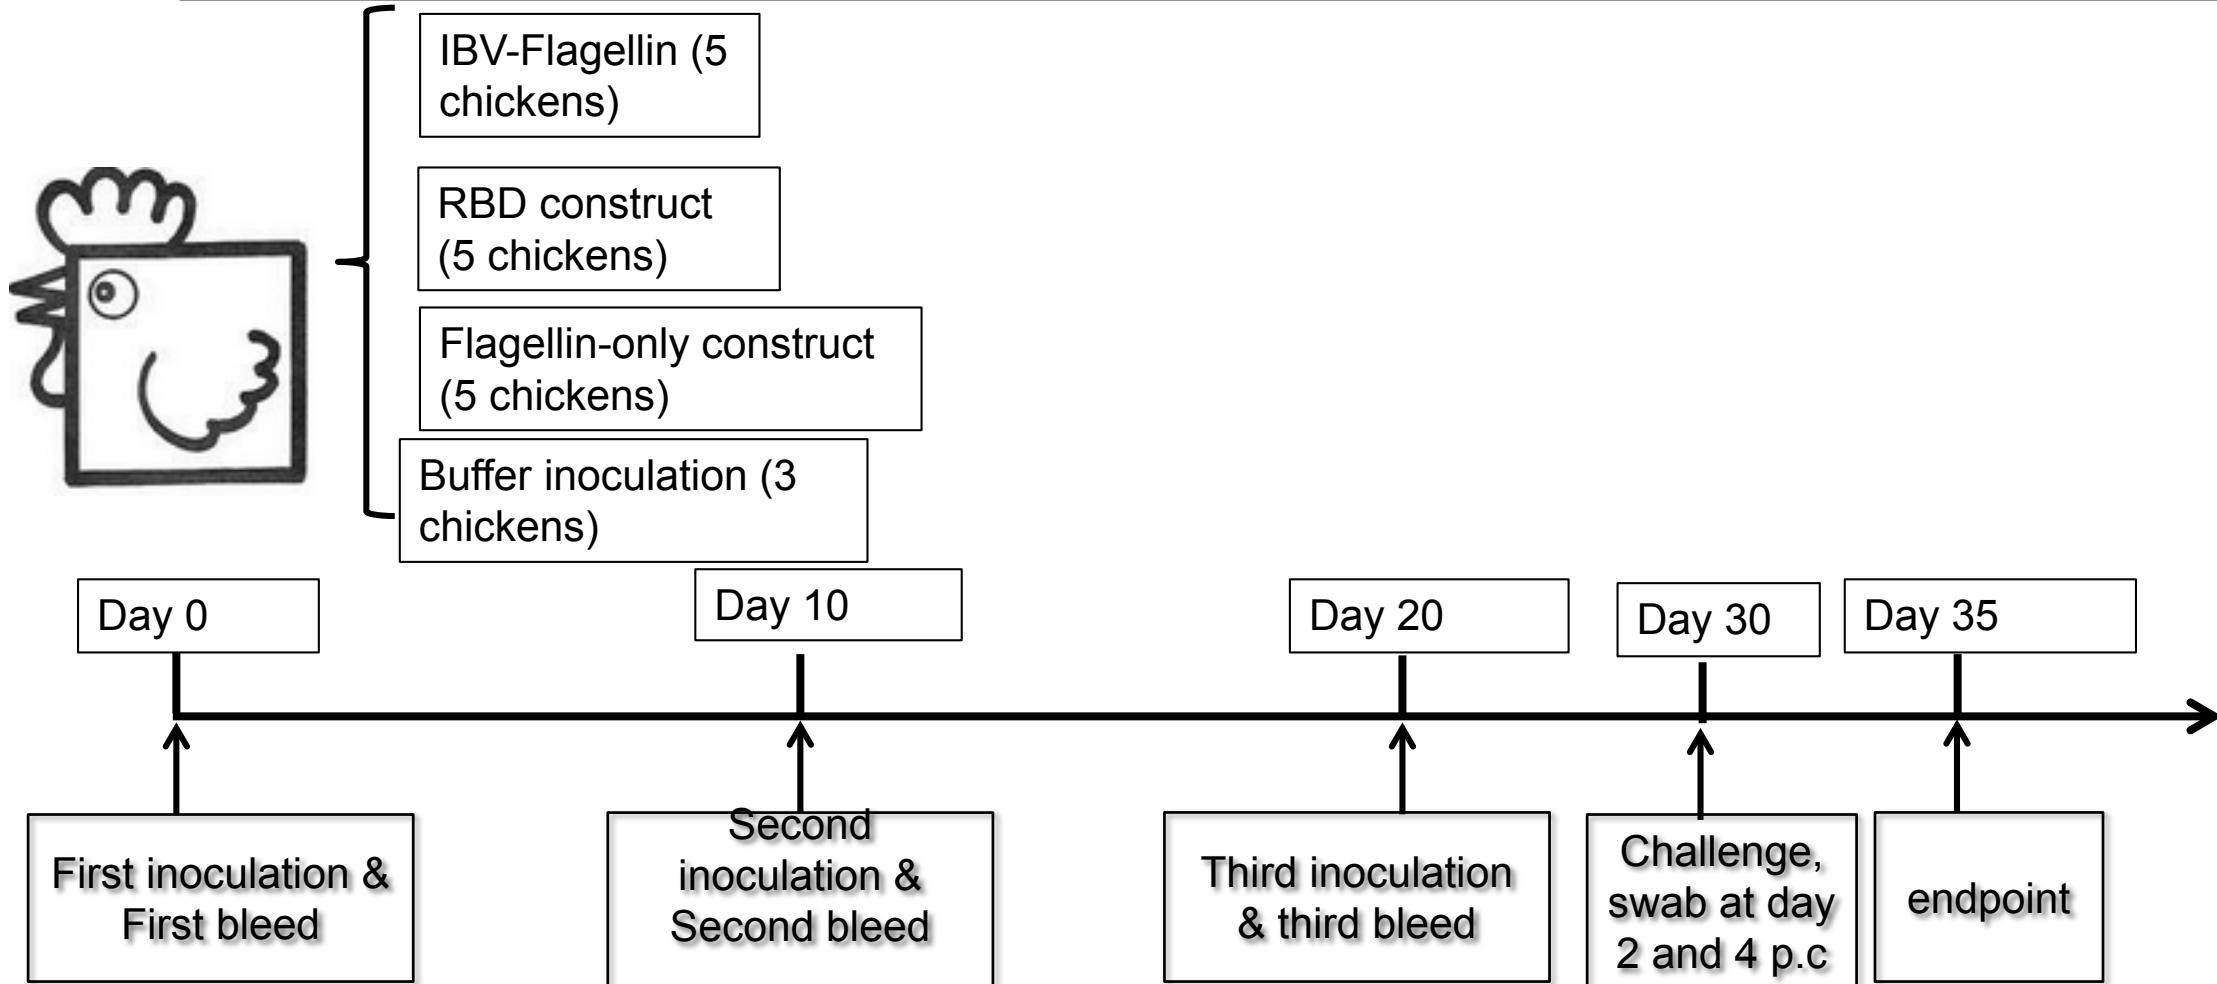 IBV-Flagellin (5
chickens)
RBD construct
(5 chickens)
Flagellin-only construct
(5 chickens)
Buffer inoculation (3
chickens)
Day 0
Day 10
Day 20
Day 30
Day 35
First inoculation &
First bleed
Second
inoculation &
Second bleed
Third inoculation
& third bleed
Challenge,
swab at day
2 and 4 p.c
endpoint